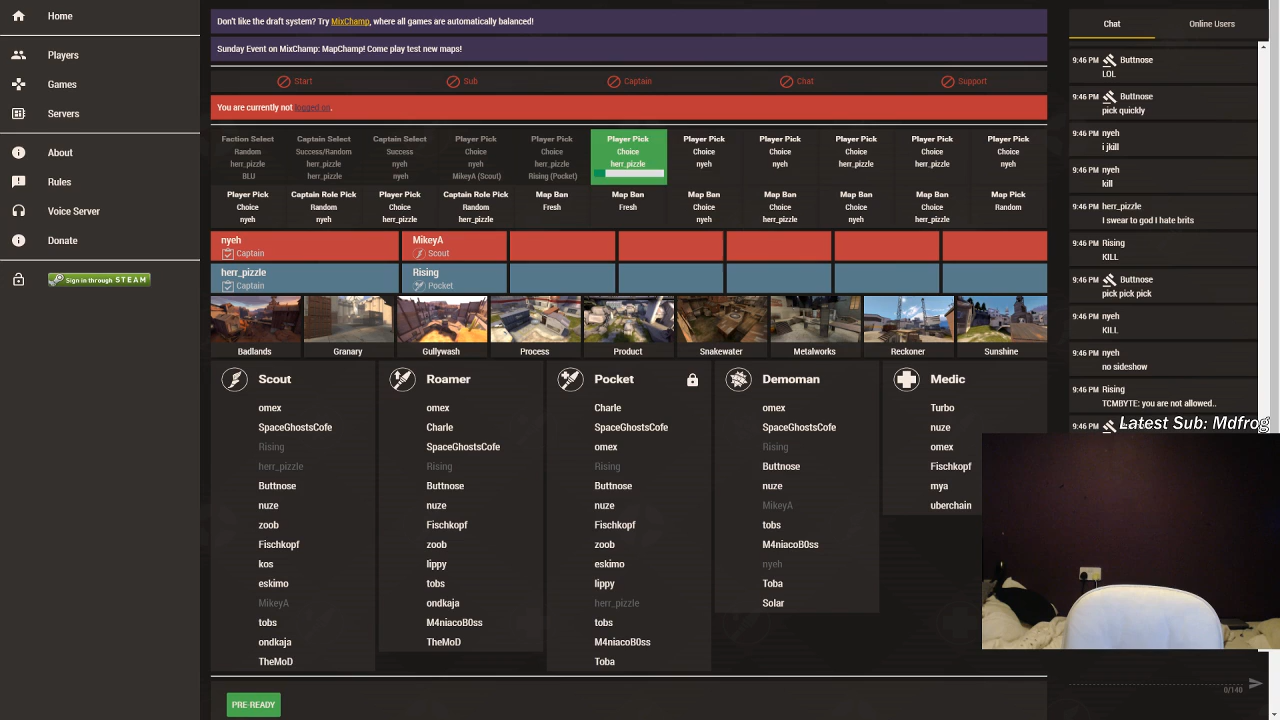 Home
Players
Games
Servers
About
Rules
Voice Server
Donate
Sign in through STEAM
Don't like the draft system? Try MixChamp, where all games are automatically balanced!
Sunday Event on MixChamp: MapChamp! Come play test new maps!
Start Sub Captain Chat Support
You are currently not logged on.
Faction Select Captain Select Captain Select Player Pick Player Pick Player Pick Player Pick Player Pick Player Pick Player Pick Player Pick
Random Success/Random Success Choice Choice Choice Choice Choice Choice Choice Choice
herr_pizzle herr_pizzle nyeh nyeh herr_pizzle herr_pizzle nyeh nyeh herr_pizzle herr_pizzle nyeh
BLU herr_pizzle nyeh MikeyA (Scout) Rising (Pocket)
Player Pick Captain Role Pick Player Pick Captain Role Pick Map Ban Map Ban Map Ban Map Ban Map Ban Map Ban Map Pick
Choice Random Choice Random Fresh Fresh Choice Choice Choice Choice Random
nyeh nyeh herr_pizzle herr_pizzle nyeh herr_pizzle nyeh herr_pizzle
nyeh MikeyA
Captain Scout
herr_pizzle Rising
Captain Pocket
Badlands Granary Gullywash Process Product Snakewater Metalworks Reckoner Sunshine
Scout
omex
SpaceGhostsCofe
Rising
herr_pizzle
Buttnose
nuze
zoob
Fischkopf
kos
eskimo
MikeyA
tobs
ondkaja
TheMoD
Roamer
omex
Charle
SpaceGhostsCofe
Rising
Buttnose
nuze
Fischkopf
zoob
lippy
tobs
ondkaja
M4niacoB0ss
TheMoD
Pocket
Charle
SpaceGhostsCofe
omex
Rising
Buttnose
nuze
Fischkopf
zoob
eskimo
lippy
herr_pizzle
tobs
M4niacoB0ss
Toba
Demoman
omex
SpaceGhostsCofe
Rising
Buttnose
nuze
MikeyA
tobs
M4niacoB0ss
nyeh
Toba
Solar
Medic
Turbo
nuze
omex
Fischkopf
mya
uberchain
PRE-READY
Chat Online Users
9:46 PM Buttnose
LOL
9:46 PM Buttnose
pick quickly
9:46 PM nyeh
i jkill
9:46 PM nyeh
kill
9:46 PM herr_pizzle
I swear to god I hate brits
9:46 PM Rising
KILL
9:46 PM Buttnose
pick pick pick
9:46 PM nyeh
KILL
9:46 PM nyeh
no sideshow
9:46 PM Rising
TCMBYTE: you are not allowed..
9:46 PM
Latest Sub: Mdfrog
0/140